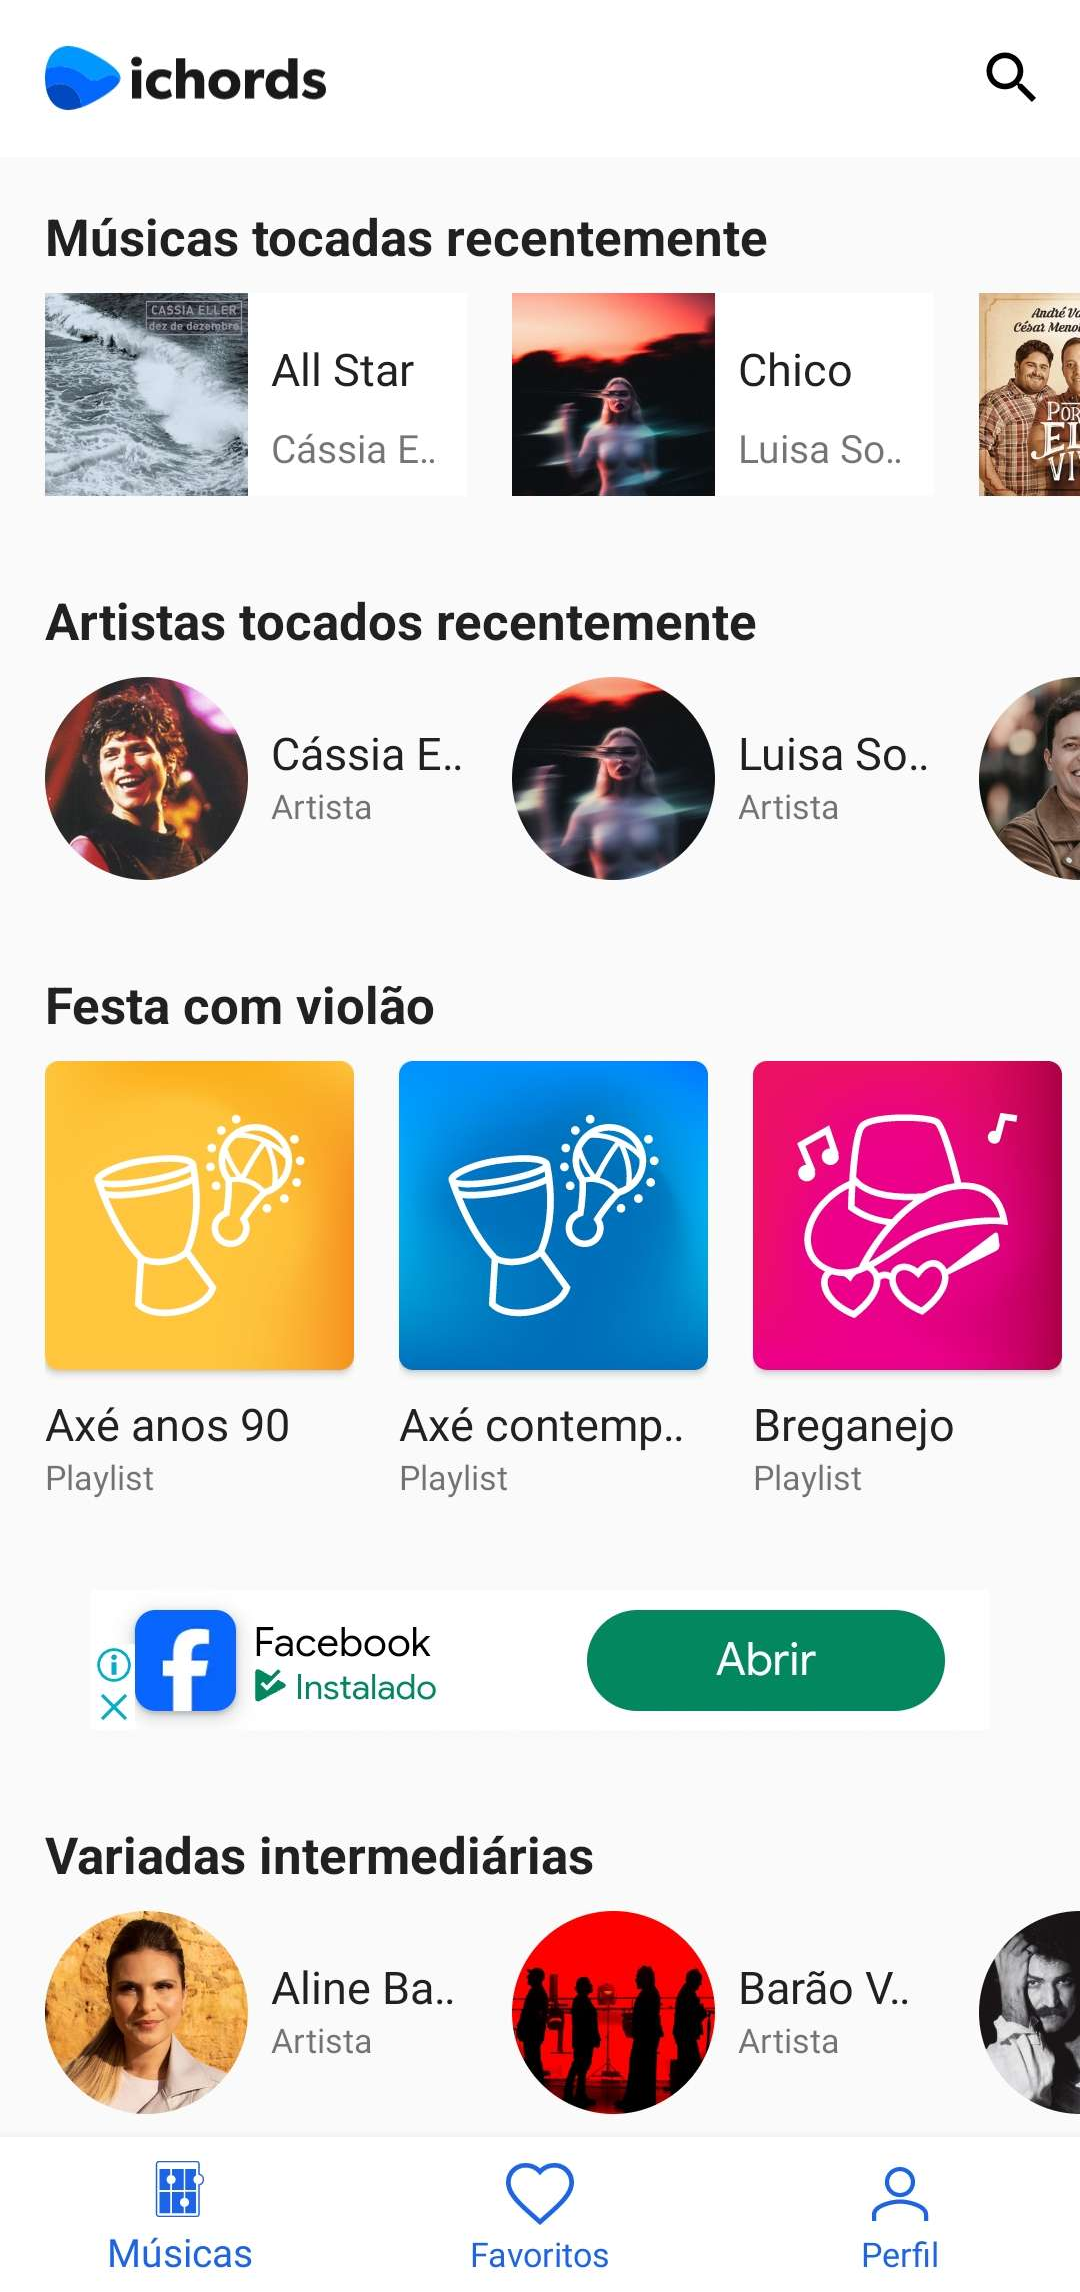 ichords
Músicas tocadas recentemente
CASSIA ELLER
dez de dezembro
All Star
Cássia E..
Chico
Luisa So..
André Va
César Meno
POR
EL
VI
Artistas tocados recentemente
Cássia E..
Artista
Luisa So..
Artista
Festa com violão
Axé anos 90
Playlist
Axé contemp..
Playlist
Breganejo
Playlist
Facebook
Instalado
Abrir
Variadas intermediárias
Aline Ba..
Artista
Barão V..
Artista
Músicas
Favoritos
Perfil